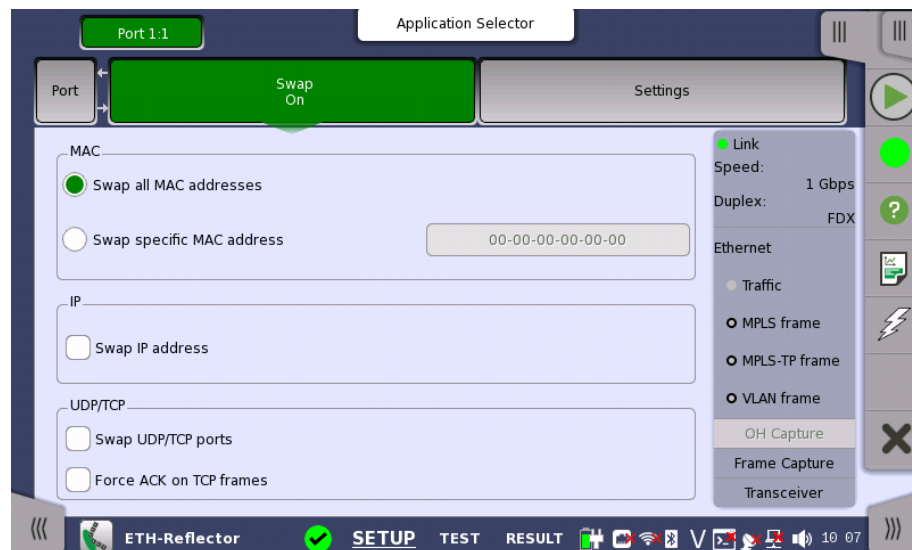 Application Selector
Port 1:1
Port
Swap
On
Settings
MAC
Swap all MAC addresses
Swap specific MAC address
00-00-00-00-00-00
IP
Swap IP address
UDP/TCP
Swap UDP/TCP ports
Force ACK on TCP frames
Link
Speed:
1 Gbps
Duplex:
FDX
Ethernet
Traffic
MPLS frame
MPLS-TP frame
VLAN frame
OH Capture
Frame Capture
Transceiver
ETH-Reflector
SETUP TEST RESULT V 10 07